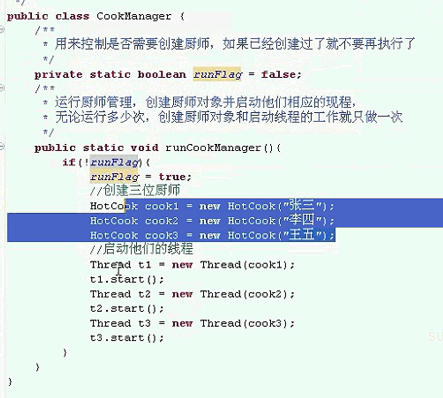 */
public class CookManager {
/**
* 用来控制是否需要创建厨师，如果已经创建过了就不要再执行了
*/
private static boolean runFlag = false;
/**
* 运行厨师管理，创建厨师对象并启动他们相应的现程，
* 无论运行多少次，创建厨师对象和启动线程的工作就只做一次
*/
public static void runCookManager(){
if(!runFlag){
runFlag = true;
//创建三位厨师
HotCook cook1 = new HotCook("张三");
HotCook cook2 = new HotCook("李四");
HotCook cook3 = new HotCook("王五");
//启动他们的线程
Thread t1 = new Thread(cook1);
t1.start();
Thread t2 = new Thread(cook2);
t2.start();
Thread t3 = new Thread(cook3);
t3.start();
}
}
}